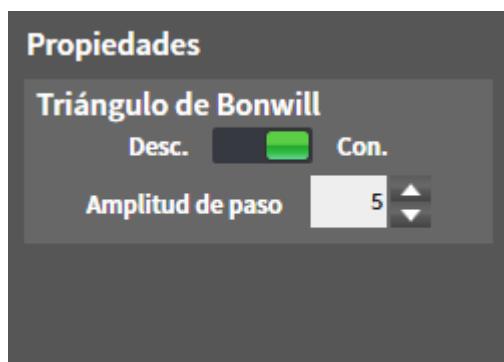 Propiedades
Triángulo de Bonwill
Desc. Con.
Amplitud de paso 5